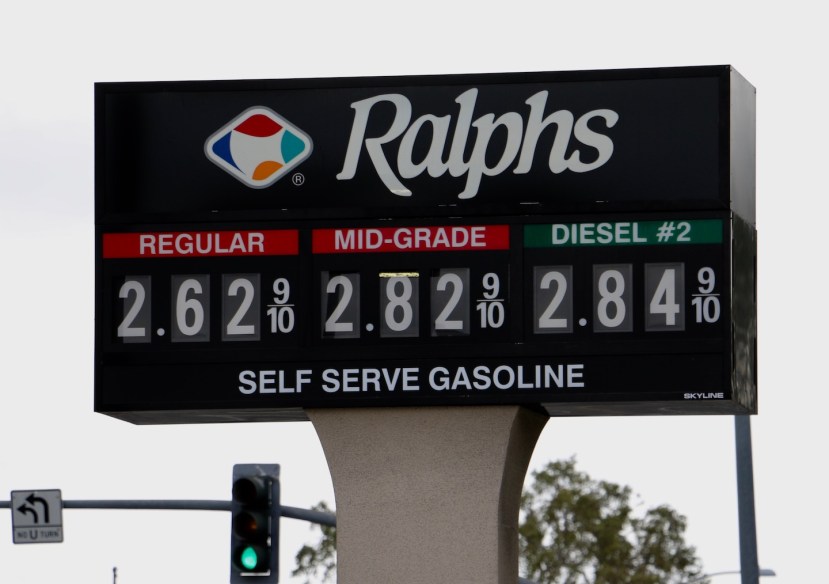 Ralphs
®
REGULAR MID-GRADE DIESEL #2
2.62 9/10 2.82 9/10 2.84 9/10
SELF SERVE GASOLINE
SKYLINE
NO U TURN